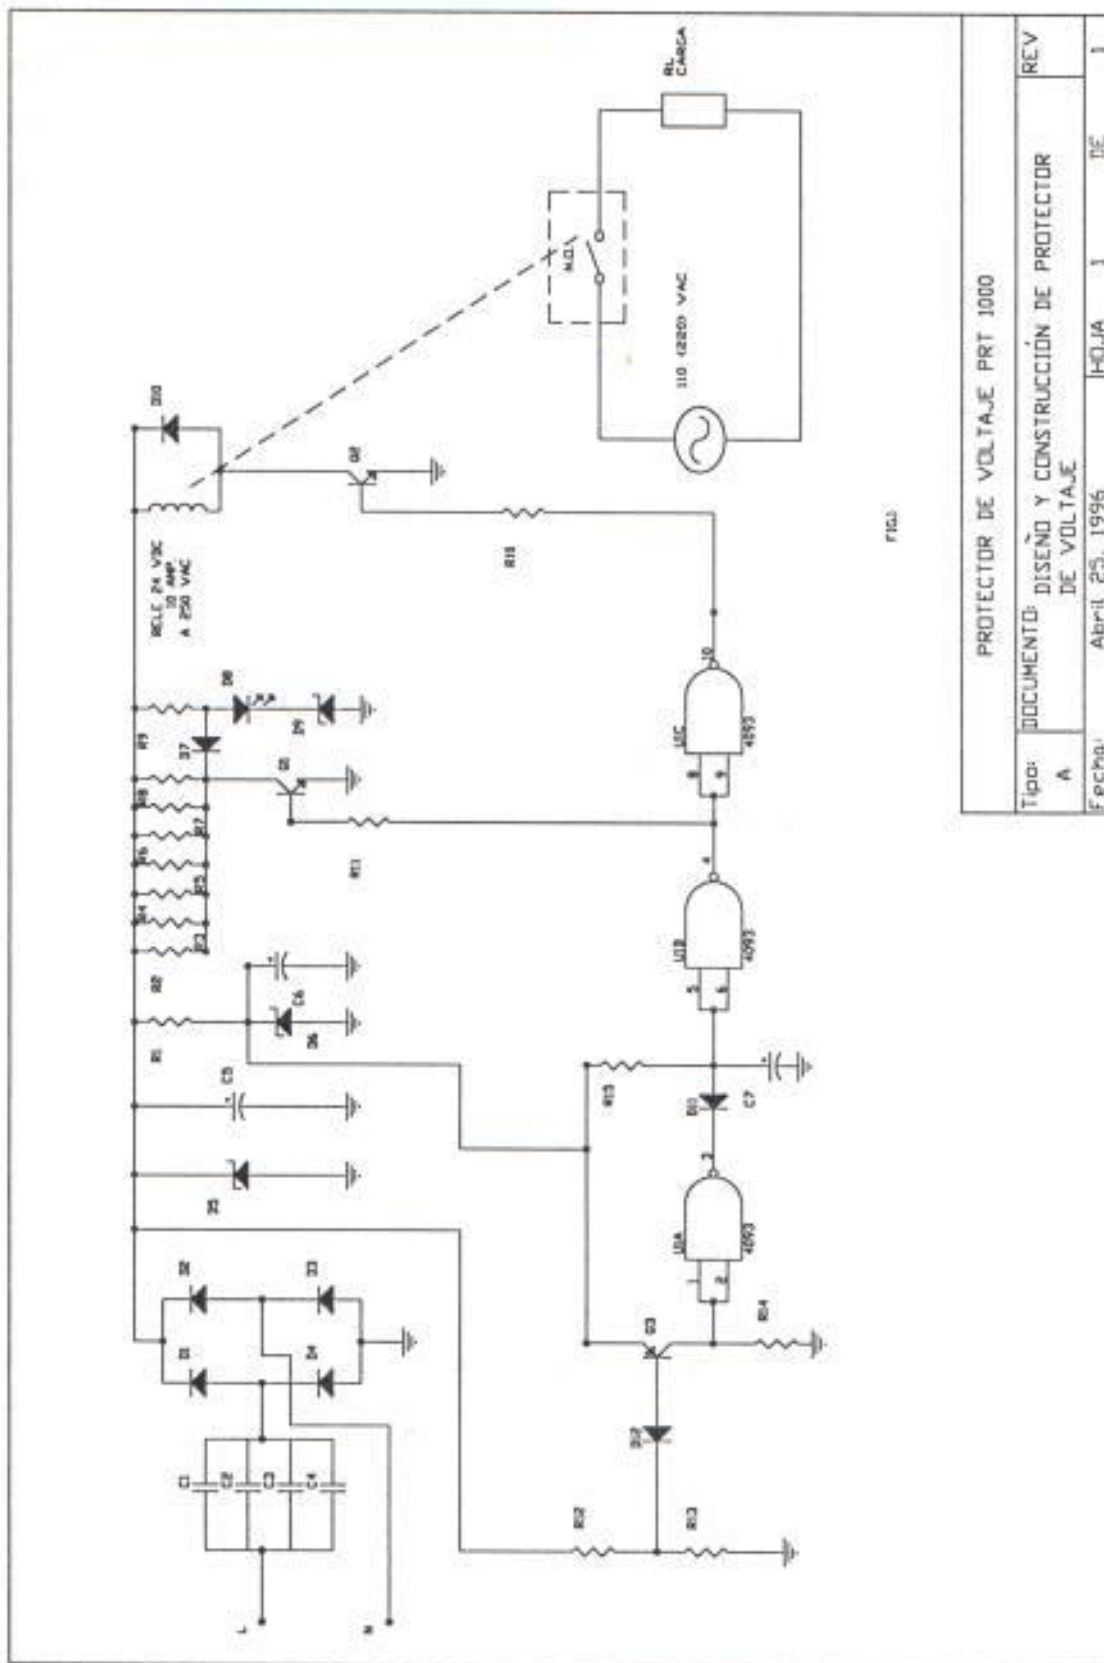 L
N
C1
C2
C3
C4
D1
D2
D4
D3
D5
C5
R1
D6
C6
R2
R3
R4
R5
R6
R7
R8
R9
D7
D8
D9
Q1
R11
RELE 24 VDC
10 AMP
A 250 VAC
D10
Q2
N.O.
RL
CARGA
110 (220) VAC
R12
R13
D12
Q3
R14
1
2
U1A
4093
3
D11
C7
R15
5
6
U1B
4093
4
8
9
U1C
4093
10
FIG.1
PROTECTOR DE VOLTAJE PRT 1000
Tipo:
A
DOCUMENTO: DISEÑO Y CONSTRUCCIÓN DE PROTECTOR
DE VOLTAJE
REV
Fecha: Abril 25, 1996
HOJA 1 DE 1